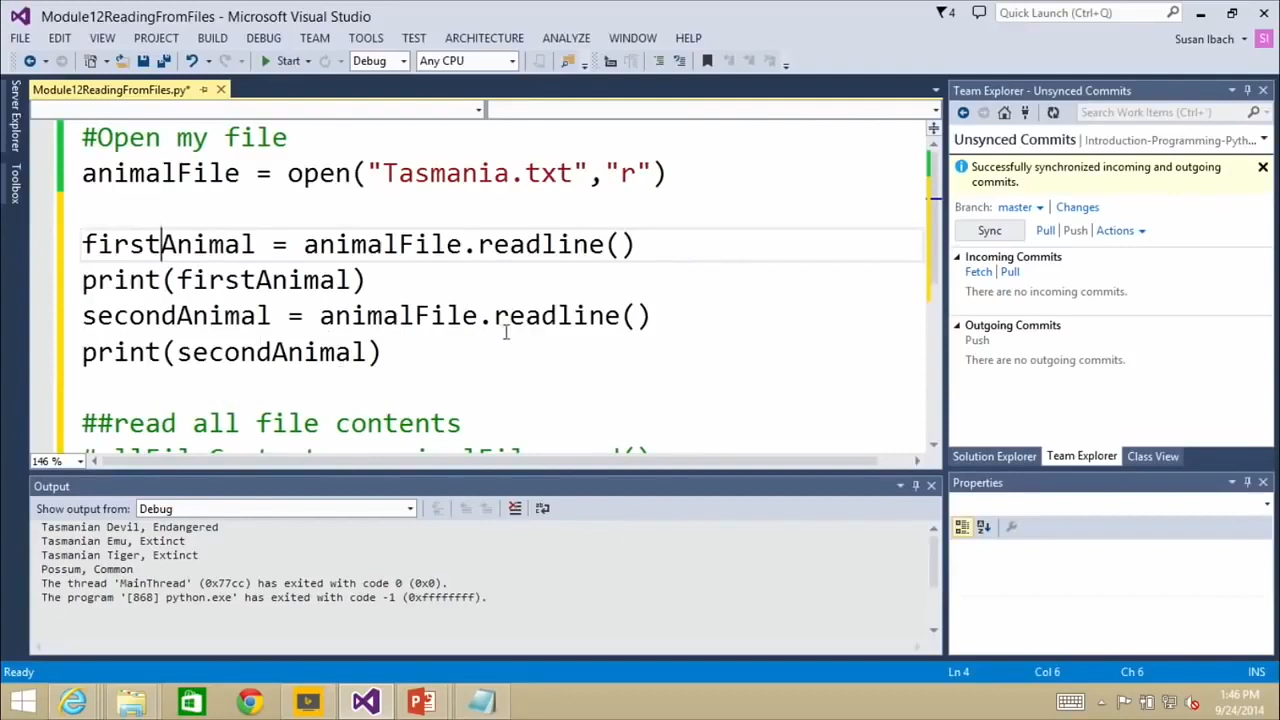 Module12ReadingFromFiles - Microsoft Visual Studio
4
Quick Launch (Ctrl+Q)
FILE EDIT VIEW PROJECT BUILD DEBUG TEAM TOOLS TEST ARCHITECTURE ANALYZE WINDOW HELP
Susan Ibach
SI
Start Debug Any CPU
Server Explorer
Toolbox
Module12ReadingFromFiles.py*
#Open my file
animalFile = open("Tasmania.txt","r")
firstAnimal = animalFile.readline()
print(firstAnimal)
secondAnimal = animalFile.readline()
print(secondAnimal)
##read all file contents
146 %
Output
Show output from: Debug
Tasmanian Devil, Endangered
Tasmanian Emu, Extinct
Tasmanian Tiger, Extinct
Possum, Common
The thread 'MainThread' (0x77cc) has exited with code 0 (0x0).
The program '[868] python.exe' has exited with code -1 (0xffffffff).
Team Explorer - Unsynced Commits
Search Work Items (Ctrl+')
Unsynced Commits Introduction-Programming-Pyth...
Successfully synchronized incoming and outgoing
commits.
Branch: master Changes
Sync Pull Push Actions
Incoming Commits
Fetch Pull
There are no incoming commits.
Outgoing Commits
Push
There are no outgoing commits.
Solution Explorer Team Explorer Class View
Properties
Ready Ln 4 Col 6 Ch 6 INS
1:46 PM
9/24/2014